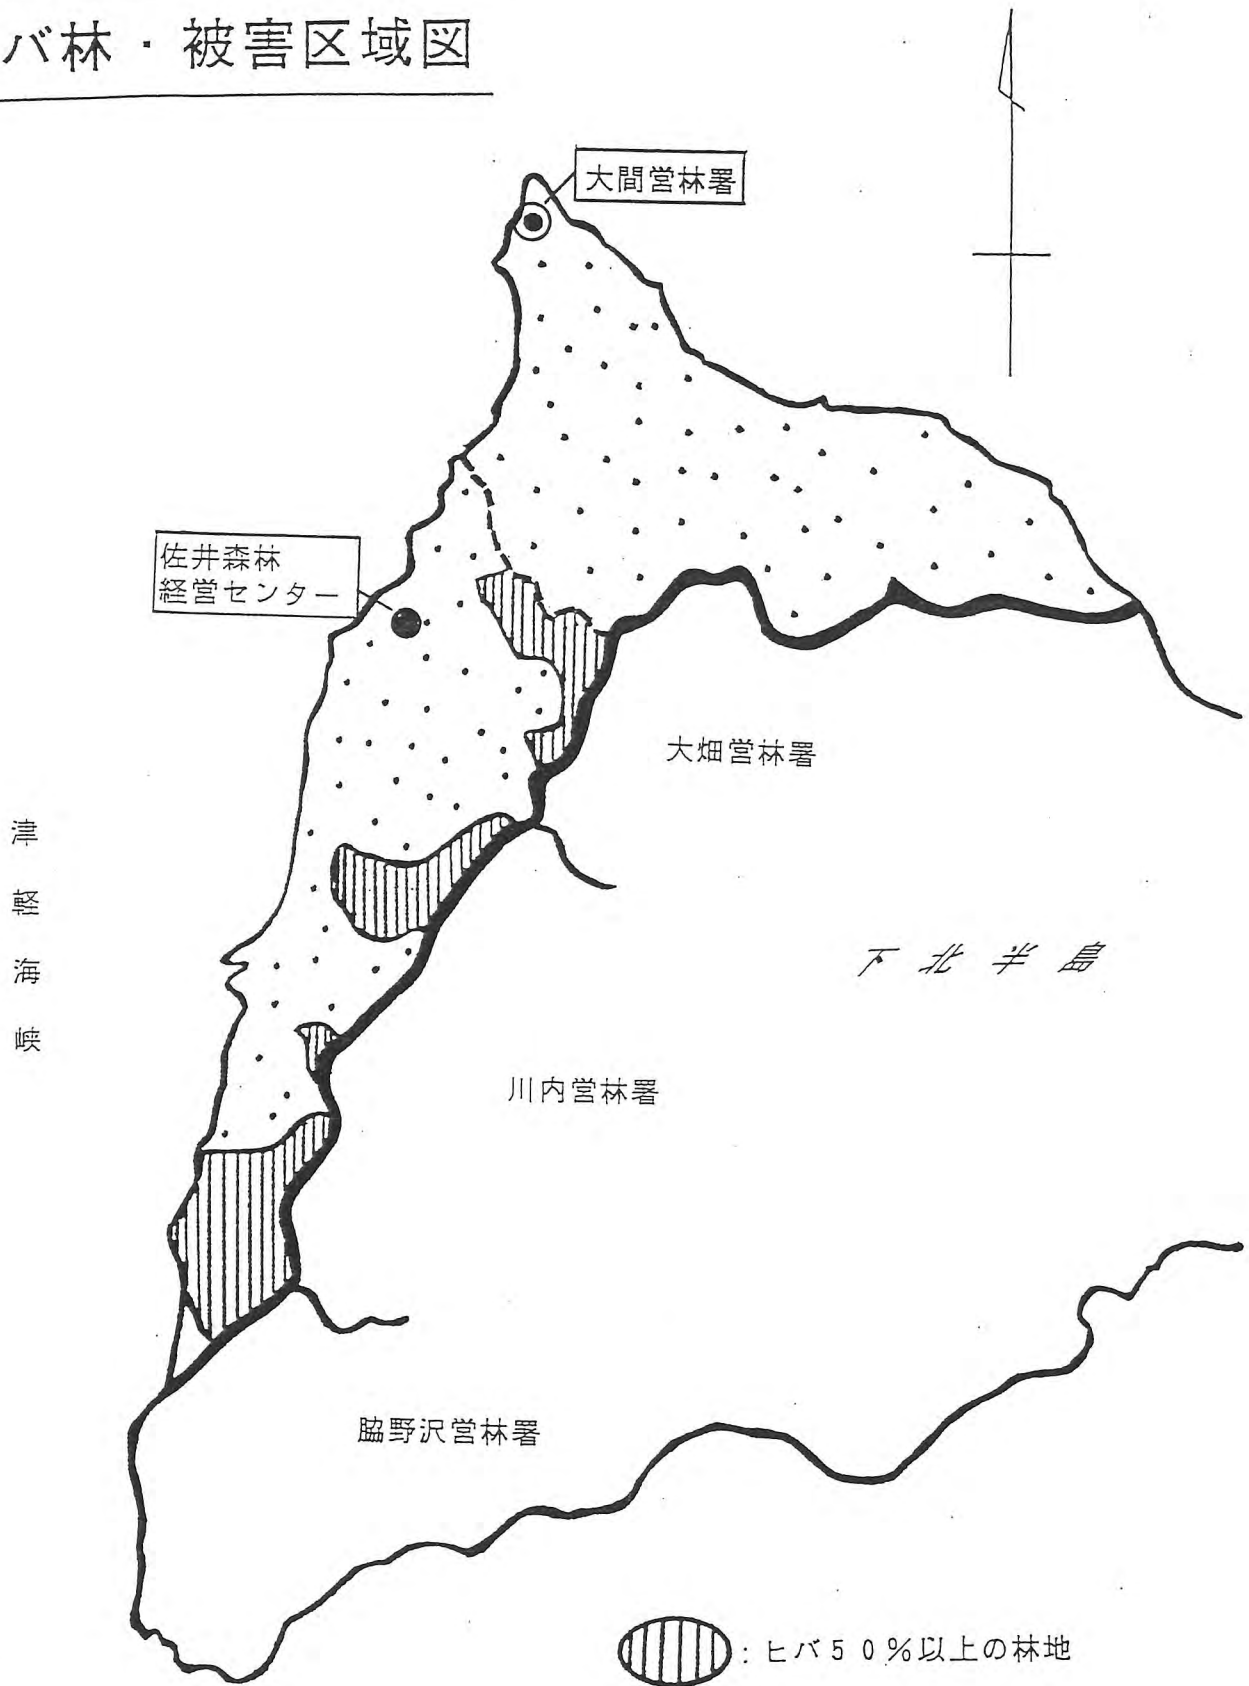 バ林・被害区域図
大間営林署
佐井森林
経営センター
大畑営林署
津軽海峡
下北半島
川内営林署
脇野沢営林署
：ヒバ50％以上の林地